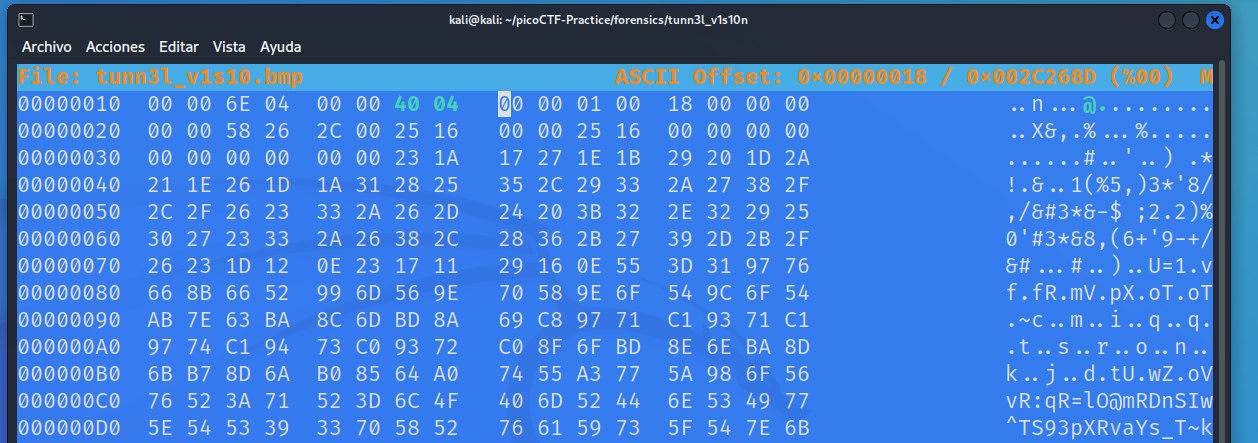 kali@kali: ~/picoCTF-Practice/forensics/tunn3l_v1s10n
Archivo Acciones Editar Vista Ayuda
File: tunn3l_v1s10.bmp ASCII Offset: 0×00000018 / 0×002C268D (%00) M
00000010 00 00 6E 04 00 00 40 04 00 00 01 00 18 00 00 00 ..n...@.........
00000020 00 00 58 26 2C 00 25 16 00 00 25 16 00 00 00 00 ..X&,.%...%.....
00000030 00 00 00 00 00 00 23 1A 17 27 1E 1B 29 20 1D 2A ......#..'..) .*
00000040 21 1E 26 1D 1A 31 28 25 35 2C 29 33 2A 27 38 2F !.&..1(%5,)3*'8/
00000050 2C 2F 26 23 33 2A 26 2D 24 20 3B 32 2E 32 29 25 ,/&#3*&-$ ;2.2)%
00000060 30 27 23 33 2A 26 38 2C 28 36 2B 27 39 2D 2B 2F 0'#3*&8,(6+'9-+/
00000070 26 23 1D 12 0E 23 17 11 29 16 0E 55 3D 31 97 76 &#...#..)..U=1.v
00000080 66 8B 66 52 99 6D 56 9E 70 58 9E 6F 54 9C 6F 54 f.fR.mV.pX.oT.oT
00000090 AB 7E 63 BA 8C 6D BD 8A 69 C8 97 71 C1 93 71 C1 .~c..m..i..q..q.
000000A0 97 74 C1 94 73 C0 93 72 C0 8F 6F BD 8E 6E BA 8D .t..s..r..o..n..
000000B0 6B B7 8D 6A B0 85 64 A0 74 55 A3 77 5A 98 6F 56 k..j..d.tU.wZ.oV
000000C0 76 52 3A 71 52 3D 6C 4F 40 6D 52 44 6E 53 49 77 vR:qR=lO@mRDnSIw
000000D0 5E 54 53 39 33 70 58 52 76 61 59 73 5F 54 7E 6B ^TS93pXRvaYs_T~k